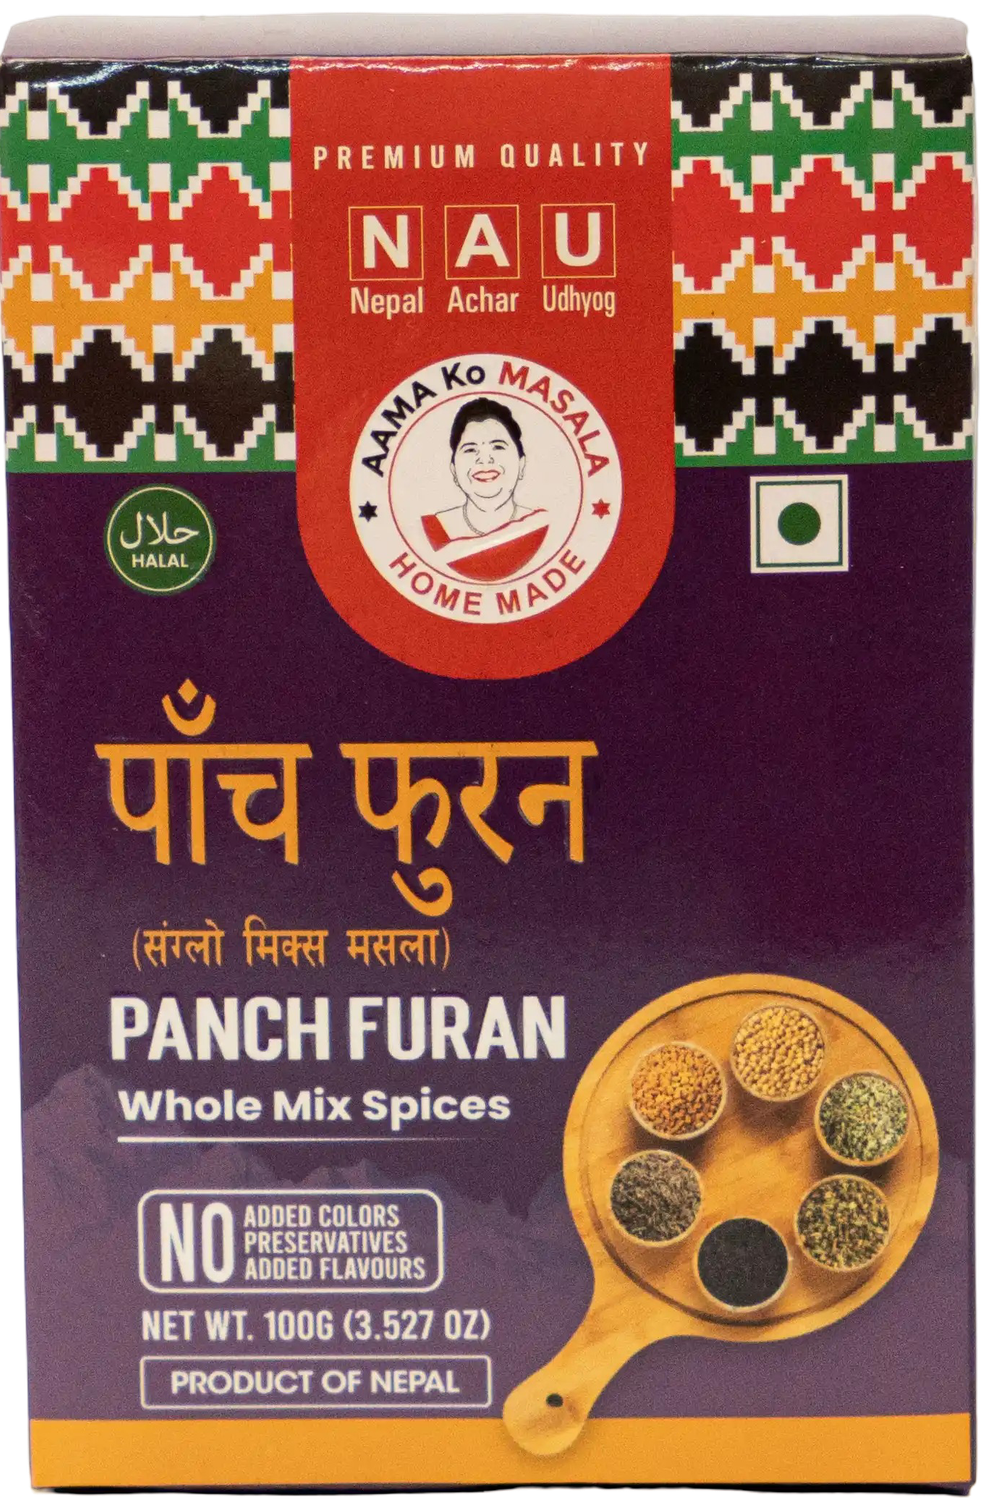 PREMIUM QUALITY
N A U
Nepal Achar Udhyog
AAMA Ko MASALA
HOME MADE
حلال
HALAL
पाँच फुरन
(संग्लो मिक्स मसला)
PANCH FURAN
Whole Mix Spices
NO ADDED COLORS
PRESERVATIVES
ADDED FLAVOURS
NET WT. 100G (3.527 OZ)
PRODUCT OF NEPAL